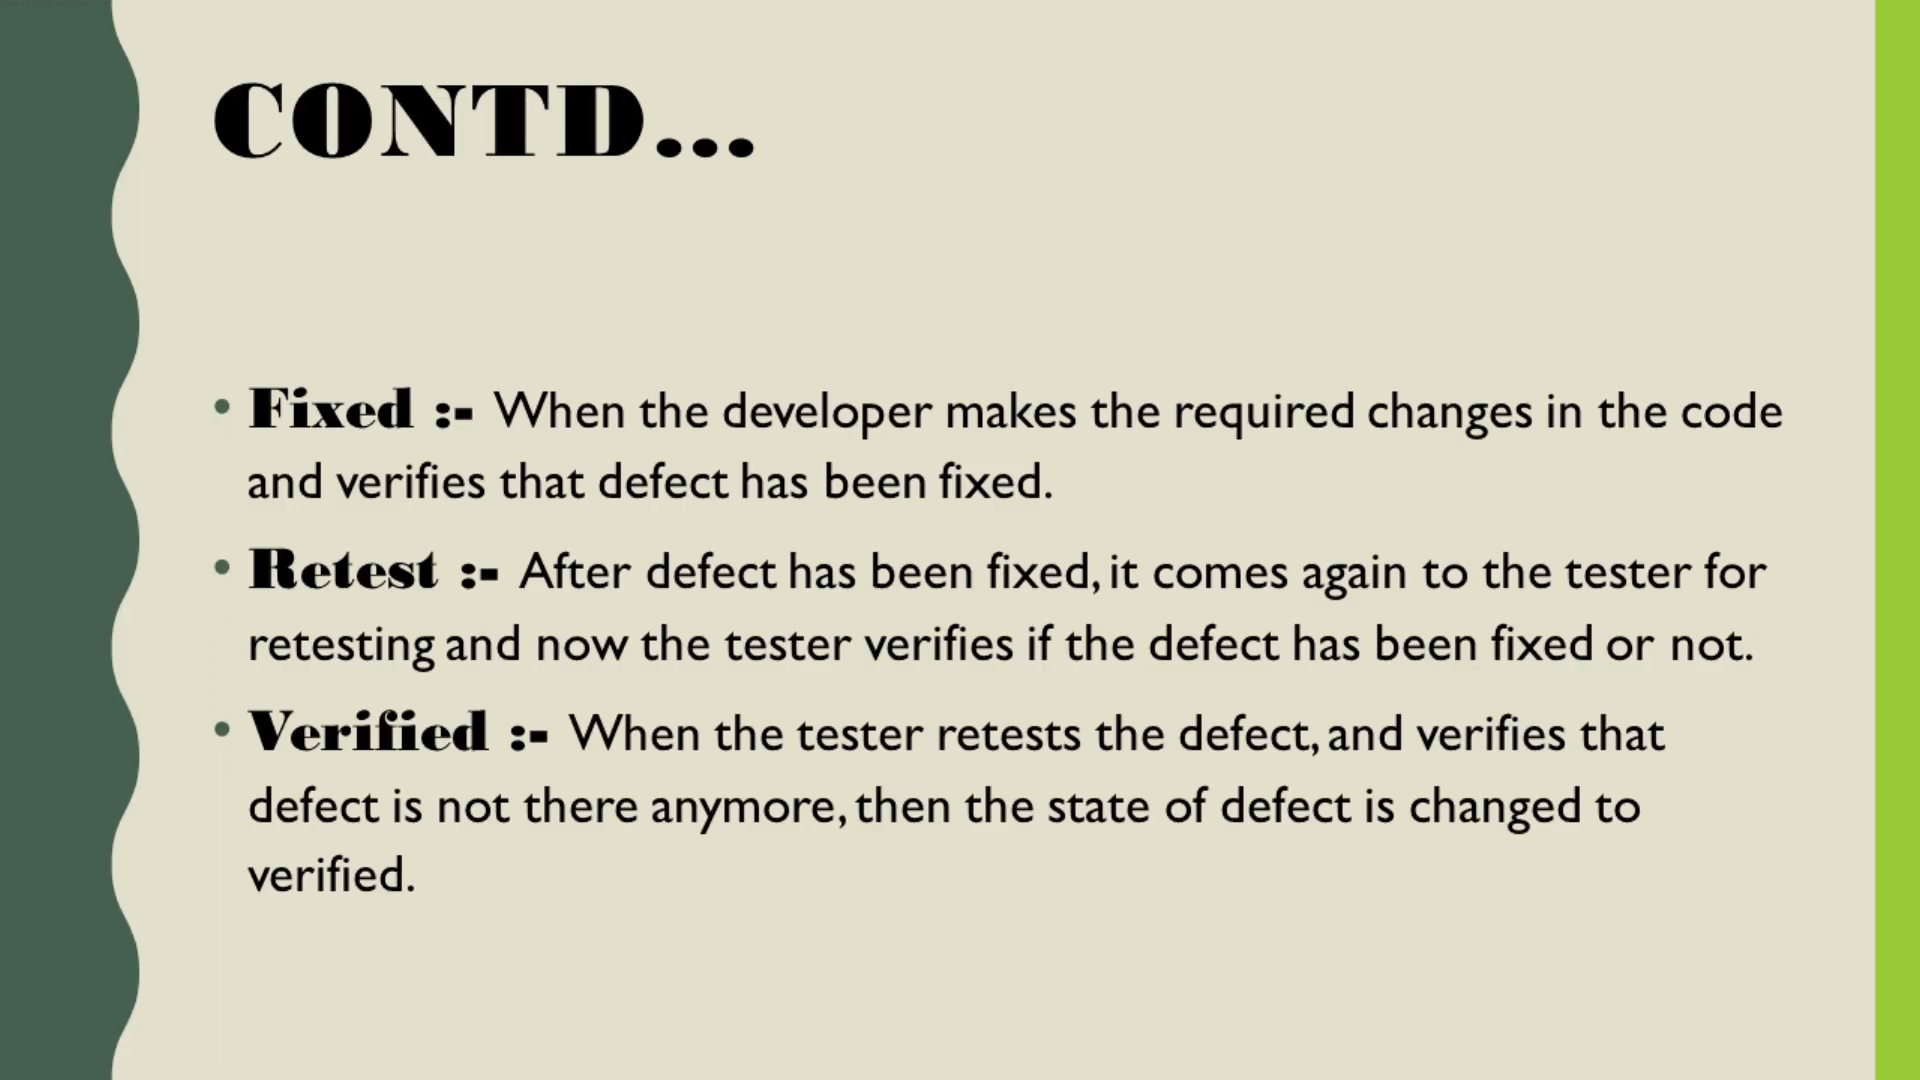 CONTD...
• Fixed :- When the developer makes the required changes in the code
and verifies that defect has been fixed.
• Retest :- After defect has been fixed, it comes again to the tester for
retesting and now the tester verifies if the defect has been fixed or not.
• Verified :- When the tester retests the defect, and verifies that
defect is not there anymore, then the state of defect is changed to
verified.